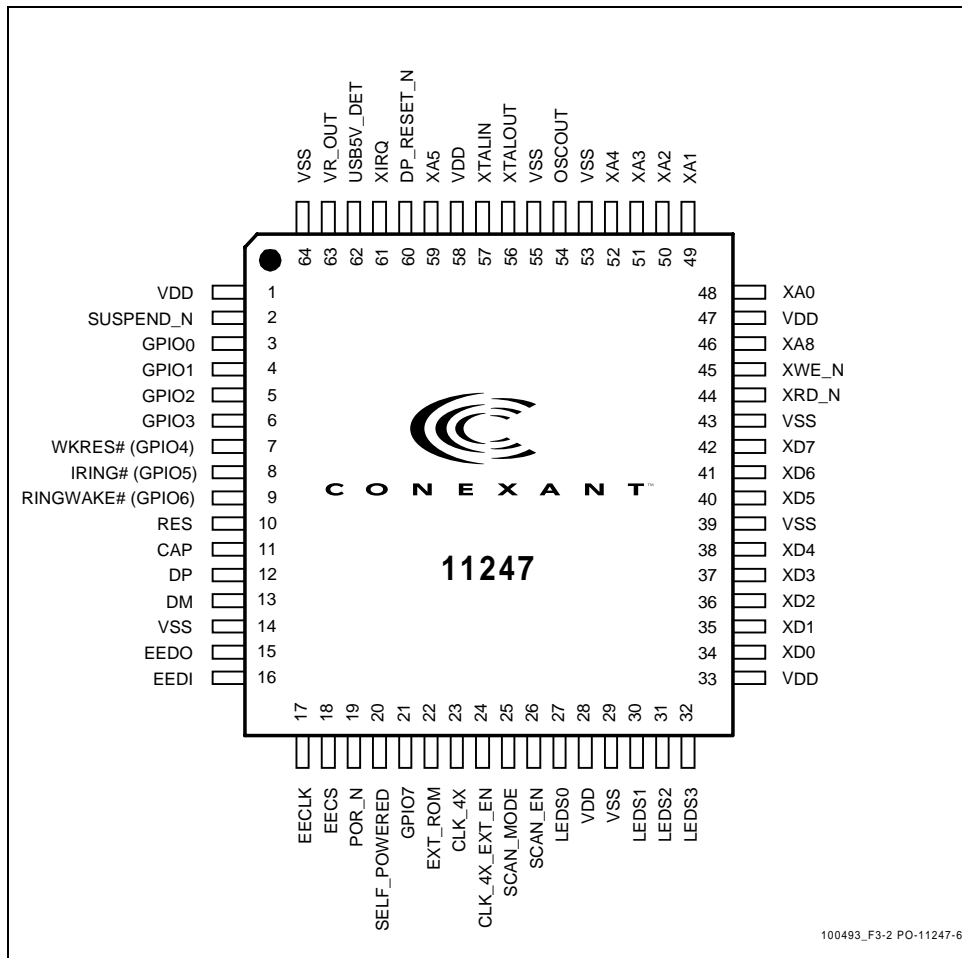 VSS
VR_OUT
USB5V_DET
XIRQ
DP_RESET_N
XA5
VDD
XTALIN
XTALOUT
VSS
OSCOUT
VSS
XA4
XA3
XA2
XA1
64 63 62 61 60 59 58 57 56 55 54 53 52 51 50 49
VDD 1 48 XA0
SUSPEND_N 2 47 VDD
GPIO0 3 46 XA8
GPIO1 4 45 XWE_N
GPIO2 5 44 XRD_N
GPIO3 6 43 VSS
WKRES# (GPIO4) 7 42 XD7
IRING# (GPIO5) 8 41 XD6
RINGWAKE# (GPIO6) 9 40 XD5
RES 10 39 VSS
CAP 11 38 XD4
DP 12 37 XD3
DM 13 36 XD2
VSS 14 35 XD1
EEDO 15 34 XD0
EEDI 16 33 VDD
CONEXANT™
11247
17 18 19 20 21 22 23 24 25 26 27 28 29 30 31 32
EECLK
EECS
POR_N
SELF_POWERED
GPIO7
EXT_ROM
CLK_4X
CLK_4X_EXT_EN
SCAN_MODE
SCAN_EN
LEDS0
VDD
VSS
LEDS1
LEDS2
LEDS3
100493_F3-2 PO-11247-6